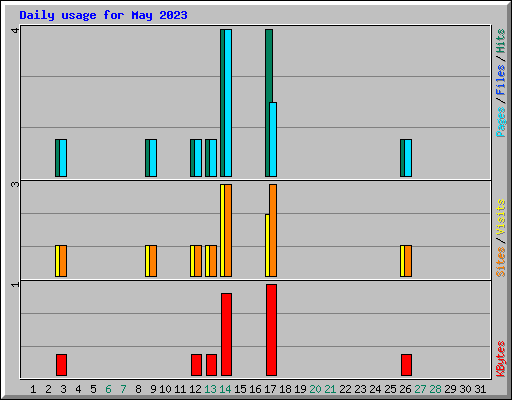 Daily usage for May 2023
4
3
1
Pages / Files / Hits
Sites / Visits
KBytes
1 2 3 4 5 6 7 8 9 10 11 12 13 14 15 16 17 18 19 20 21 22 23 24 25 26 27 28 29 30 31